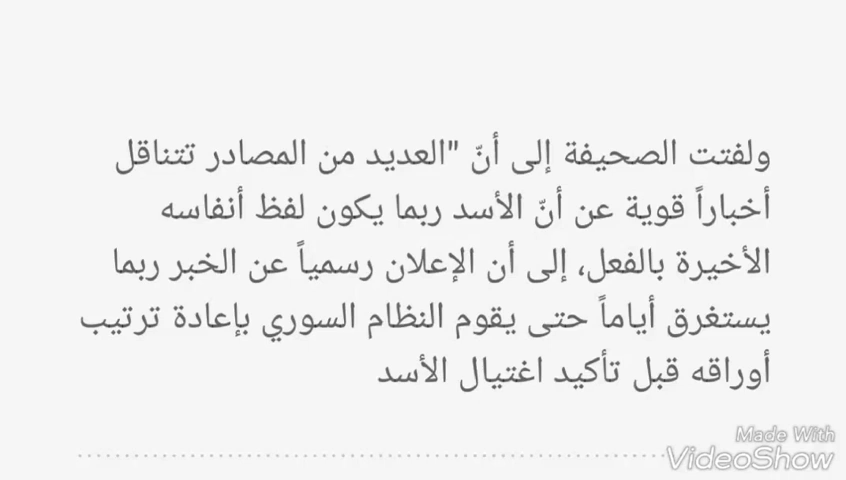 ولفتت الصحيفة إلى أنّ "العديد من المصادر تتناقل
أخباراً قوية عن أنّ الأسد ربما يكون لفظ أنفاسه
الأخيرة بالفعل، إلى أن الإعلان رسمياً عن الخبر ربما
يستغرق أياماً حتى يقوم النظام السوري بإعادة ترتيب
أوراقه قبل تأكيد اغتيال الأسد
Made With
VideoShow